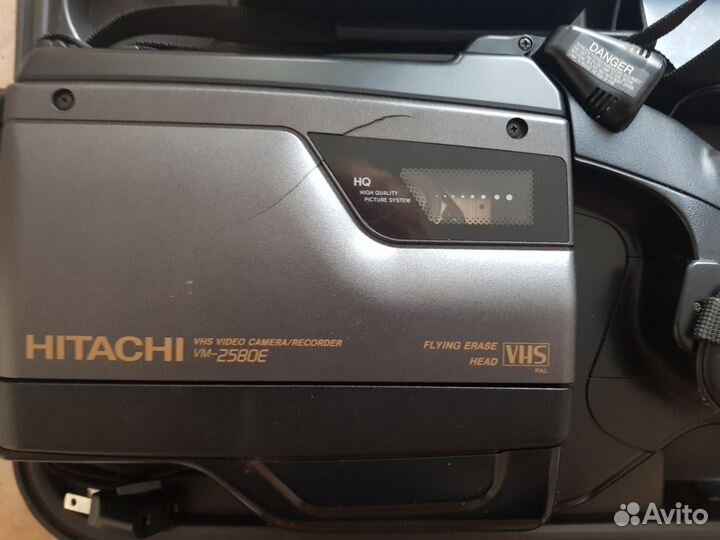 DANGER
HQ
HIGH QUALITY
PICTURE SYSTEM
HITACHI
VHS VIDEO CAMERA/RECORDER
VM-2580E
FLYING ERASE
HEAD
VHS
PAL
Avito